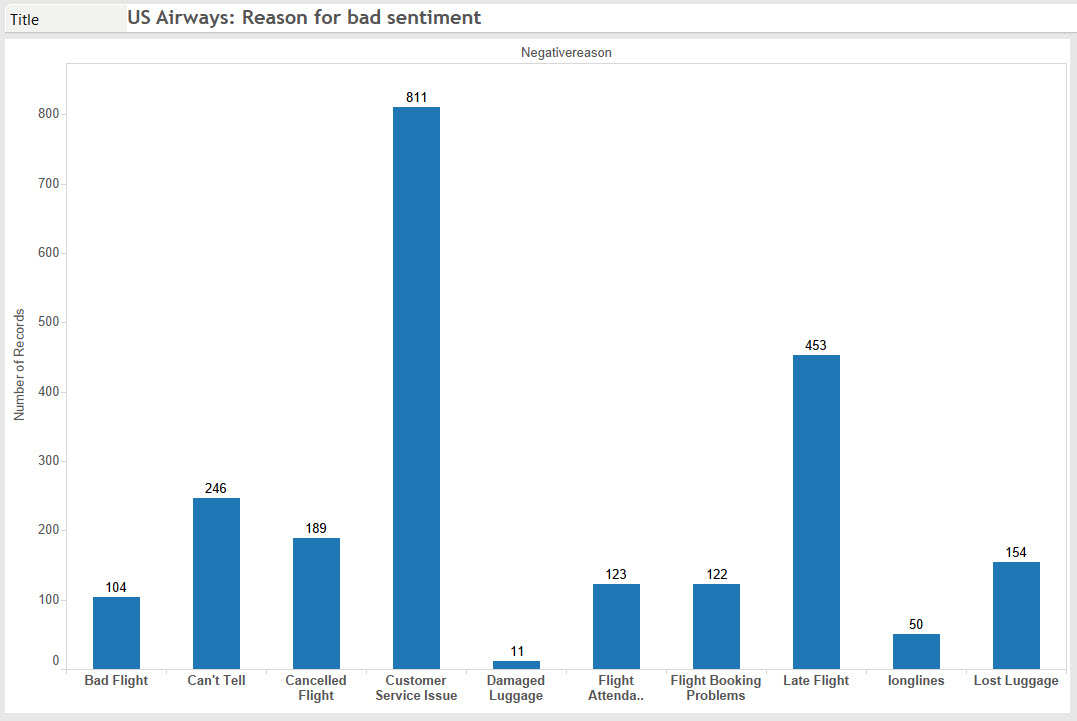 Title
US Airways: Reason for bad sentiment
Negativereason
Number of Records
800
700
600
500
400
300
200
100
0
104
246
189
811
11
123
122
453
50
154
Bad Flight
Can't Tell
Cancelled
Flight
Customer
Service Issue
Damaged
Luggage
Flight
Attenda..
Flight Booking
Problems
Late Flight
longlines
Lost Luggage